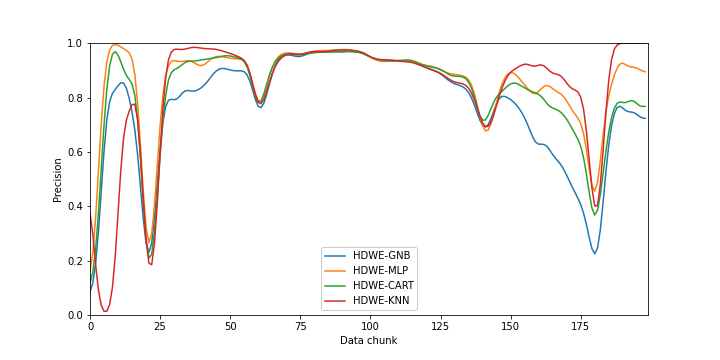 1.0
0.8
0.6
0.4
0.2
0.0
Precision
0
25
50
75
100
125
150
175
Data chunk
HDWE-GNB
HDWE-MLP
HDWE-CART
HDWE-KNN